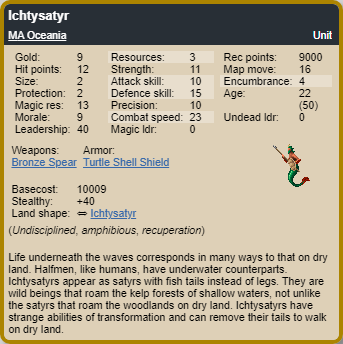 Ichtysatyr
MA Oceania Unit
Gold: 9 Resources: 3 Rec points: 9000
Hit points: 12 Strength: 11 Map move: 16
Size: 2 Attack skill: 10 Encumbrance: 4
Protection: 2 Defence skill: 15 Age: 22
Magic res: 13 Precision: 10 (50)
Morale: 9 Combat speed: 23 Undead ldr: 0
Leadership: 40 Magic ldr: 0
Weapons: Armor:
Bronze Spear Turtle Shell Shield
Basecost: 10009
Stealthy: +40
Land shape: ⇔ Ichtysatyr
(Undisciplined, amphibious, recuperation)
Life underneath the waves corresponds in many ways to that on dry
land. Halfmen, like humans, have underwater counterparts.
Ichtysatyrs appear as satyrs with fish tails instead of legs. They are
wild beings that roam the kelp forests of shallow waters, not unlike
the satyrs that roam the woodlands on dry land. Ichtysatyrs have
strange abilities of transformation and can remove their tails to walk
on dry land.